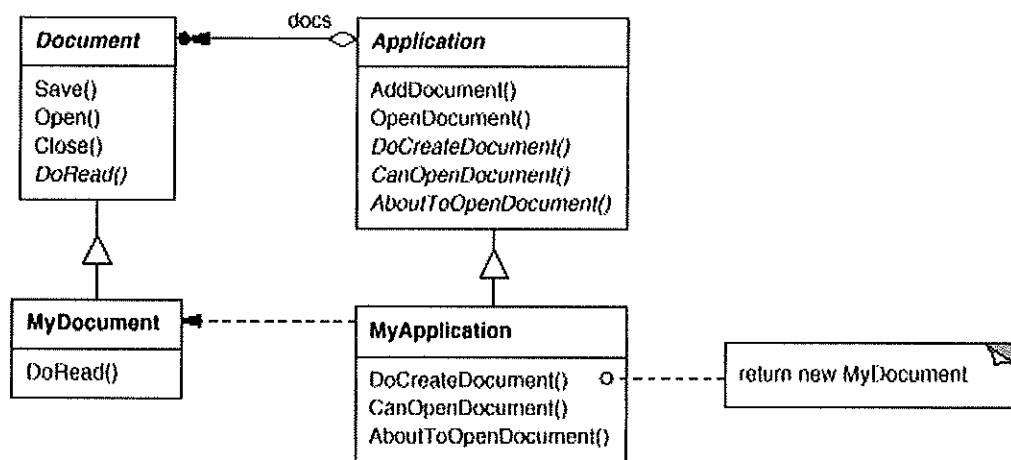 docs
Document
Save()
Open()
Close()
DoRead()
Application
AddDocument()
OpenDocument()
DoCreateDocument()
CanOpenDocument()
AboutToOpenDocument()
MyDocument
DoRead()
MyApplication
DoCreateDocument()
CanOpenDocument()
AboutToOpenDocument()
return new MyDocument